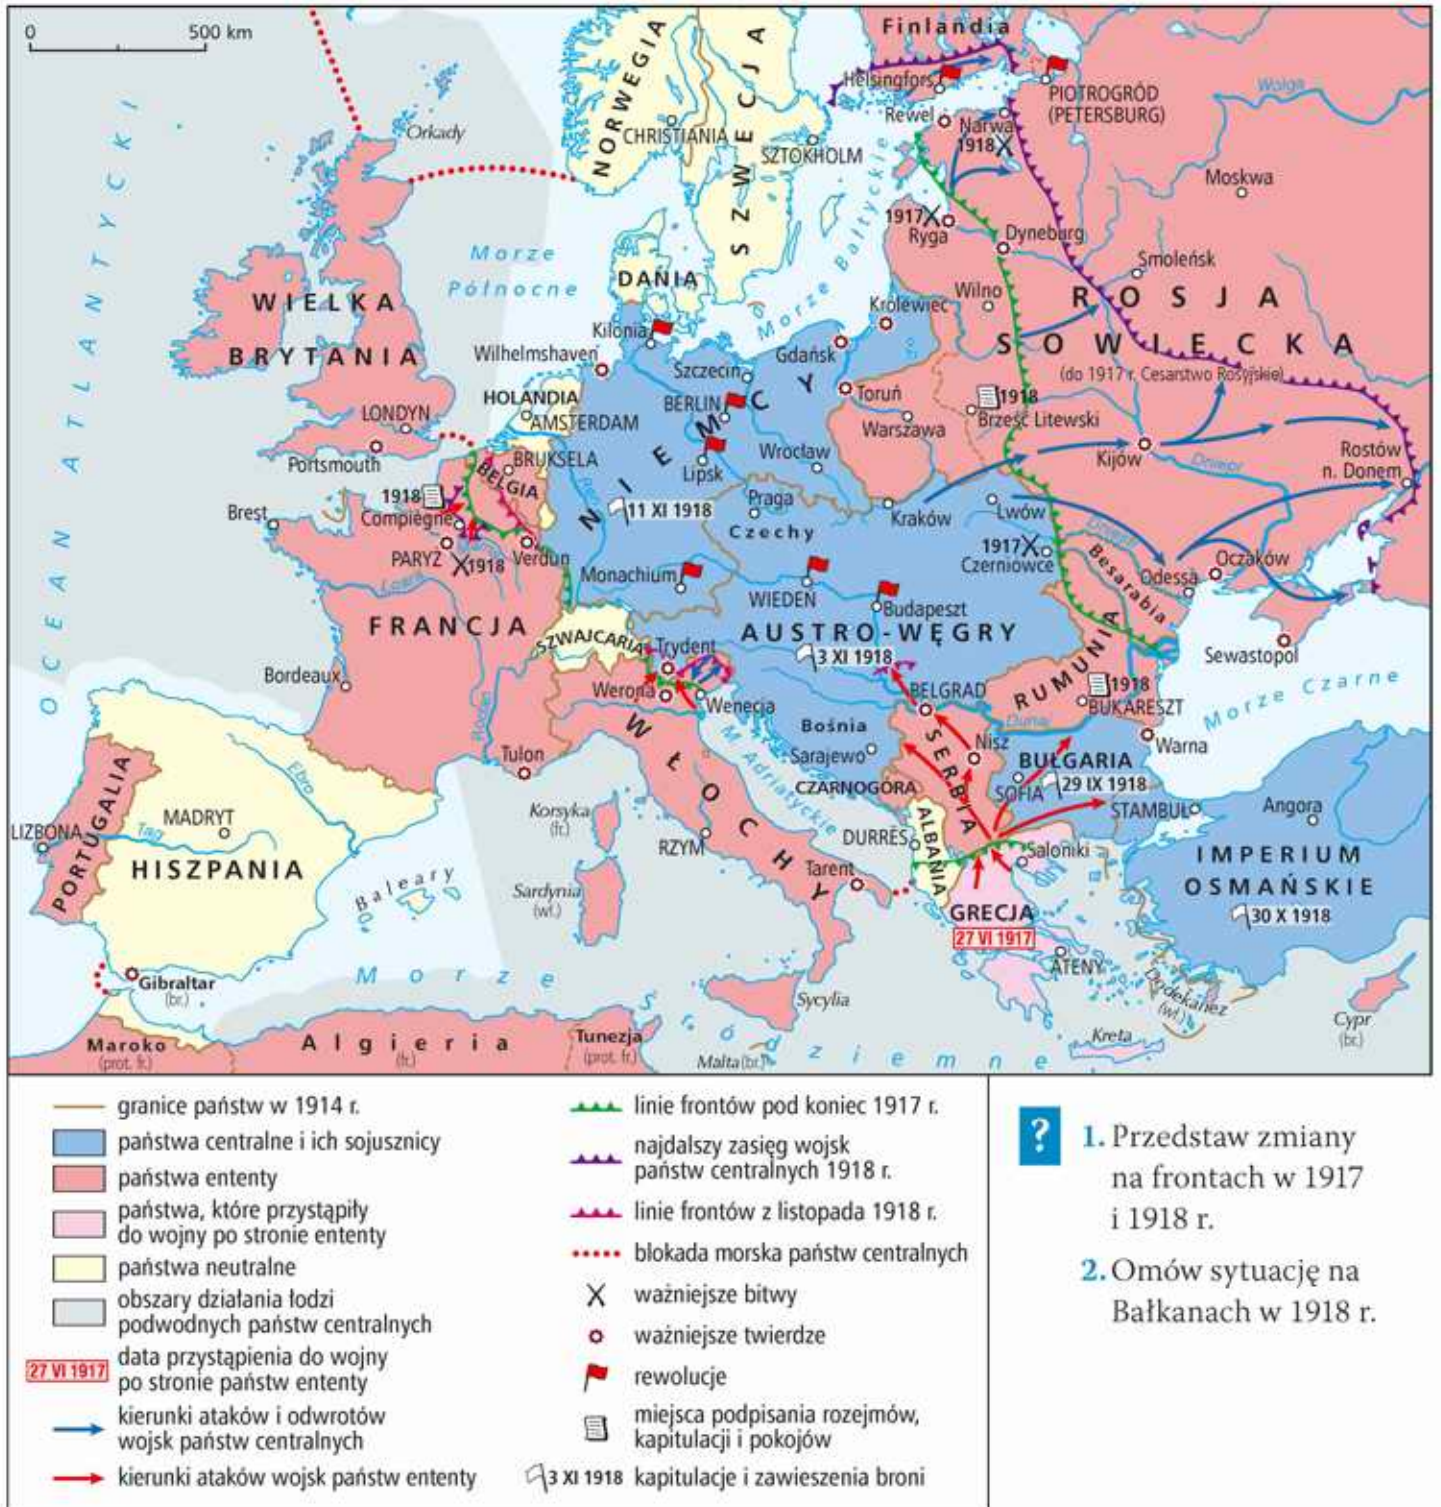 0 500 km
Finlandia
NORWEGIA
SZWECJA
Helsingfors
PIOTROGRÓD
(PETERSBURG)
Wołga
Orkady
CHRISTIANIA
SZTOKHOLM
Rewel
Narwa
1918
Moskwa
OCEAN ATLANTYCKI
1917
Ryga
Dyneburg
Morze
Północne
DANIA
Morze Bałtyckie
Smoleńsk
WIELKA
BRYTANIA
Kilonia
Królewiec
Wilno
ROSJA
SOWIECKA
(do 1917 r. Cesarstwo Rosyjskie)
Wilhelmshaven
Gdańsk
Szczecin
HOLANDIA
AMSTERDAM
BERLIN
NIEMCY
Toruń
1918
Brześć Litewski
LONDYN
Warszawa
Portsmouth
BRUKSELA
BELGIA
Lipsk
Wrocław
Kijów
Dniepr
Rostów
n. Donem
1918
Compiègne
Ren
11 XI 1918
Praga
Czechy
Kraków
Lwów
Brest
PARYŻ
1918
Verdun
1917
Czerniowce
Dniestr
Besarabia
Oczaków
Odessa
Loara
Monachium
WIEDEŃ
Budapeszt
FRANCJA
SZWAJCARIA
AUSTRO-WĘGRY
3 XI 1918
Trydent
Sewastopol
RUMUNIA
Bordeaux
Werona
Wenecja
BELGRAD
1918
BUKARESZT
Morze Czarne
Rodan
Bośnia
Dunaj
Warna
Tulon
WŁOCHY
M. Adriatyckie
Sarajewo
SERBIA
Nisz
BUŁGARIA
SOFIA
29 IX 1918
Ebro
CZARNOGÓRA
PORTUGALIA
Korsyka
(fr.)
STAMBUŁ
Angora
LIZBONA
MADRYT
Tag
RZYM
DURRËS
ALBANIA
Saloniki
IMPERIUM
OSMAŃSKIE
30 X 1918
HISZPANIA
Baleary
Sardynia
(wł.)
Tarent
GRECJA
27 VI 1917
ATENY
Morze Śródziemne
Gibraltar
(br.)
Sycylia
Dodekanez
(wł.)
Kreta
Cypr
(br.)
Maroko
(prot. fr.)
Algieria
(fr.)
Tunezja
(prot. fr.)
Malta (br.)
granice państw w 1914 r.
państwa centralne i ich sojusznicy
państwa ententy
państwa, które przystąpiły
do wojny po stronie ententy
państwa neutralne
obszary działania łodzi
podwodnych państw centralnych
27 VI 1917 data przystąpienia do wojny
po stronie państw ententy
kierunki ataków i odwrotów
wojsk państw centralnych
kierunki ataków wojsk państw ententy
linie frontów pod koniec 1917 r.
najdalszy zasięg wojsk
państw centralnych 1918 r.
linie frontów z listopada 1918 r.
blokada morska państw centralnych
ważniejsze bitwy
ważniejsze twierdze
rewolucje
miejsca podpisania rozejmów,
kapitulacji i pokojów
3 XI 1918 kapitulacje i zawieszenia broni
?
1. Przedstaw zmiany
na frontach w 1917
i 1918 r.
2. Omów sytuację na
Bałkanach w 1918 r.